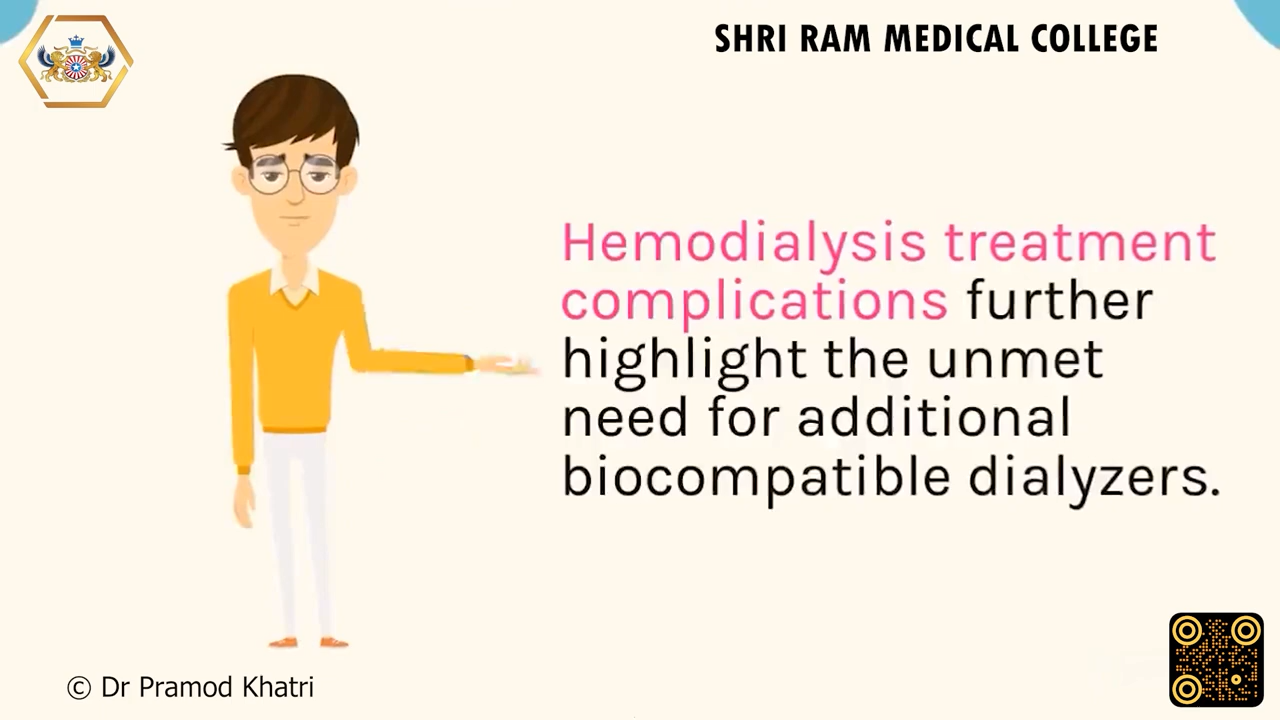 SHRI RAM MEDICAL COLLEGE
Hemodialysis treatment
complications further
highlight the unmet
need for additional
biocompatible dialyzers.
© Dr Pramod Khatri